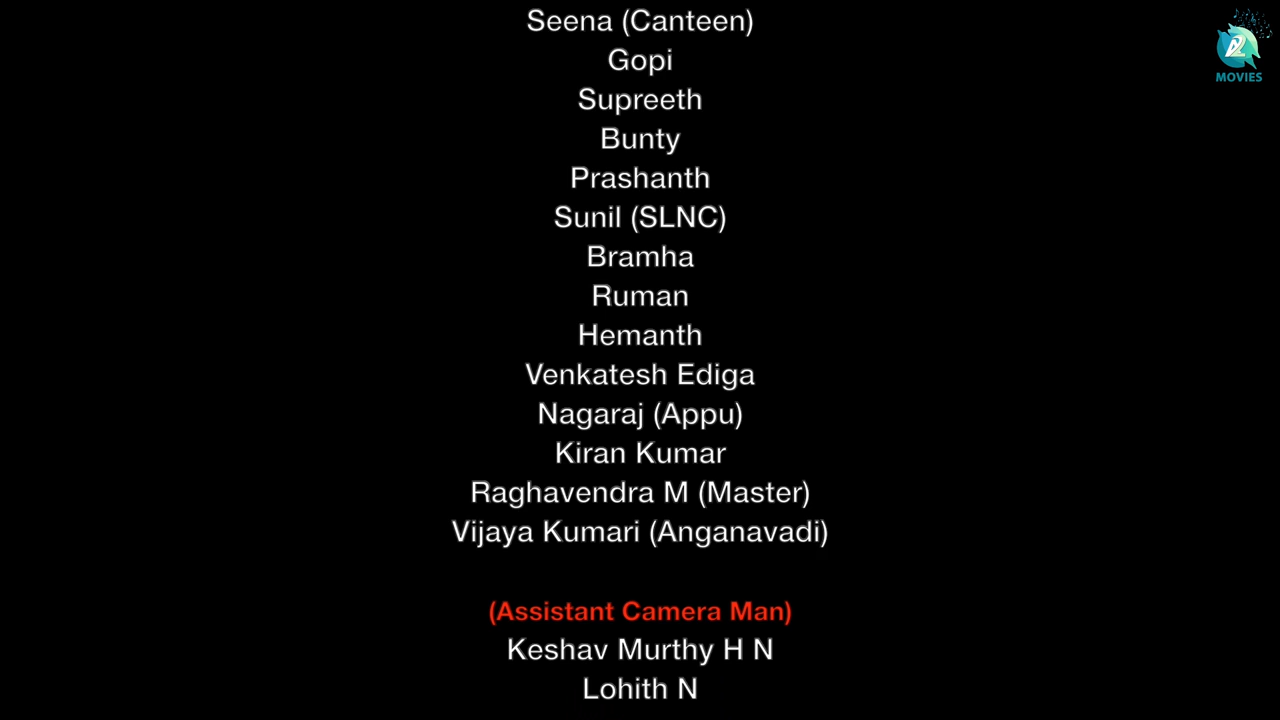 Seena (Canteen)
Gopi
Supreeth
Bunty
Prashanth
Sunil (SLNC)
Bramha
Ruman
Hemanth
Venkatesh Ediga
Nagaraj (Appu)
Kiran Kumar
Raghavendra M (Master)
Vijaya Kumari (Anganavadi)
(Assistant Camera Man)
Keshav Murthy H N
Lohith N
MOVIES